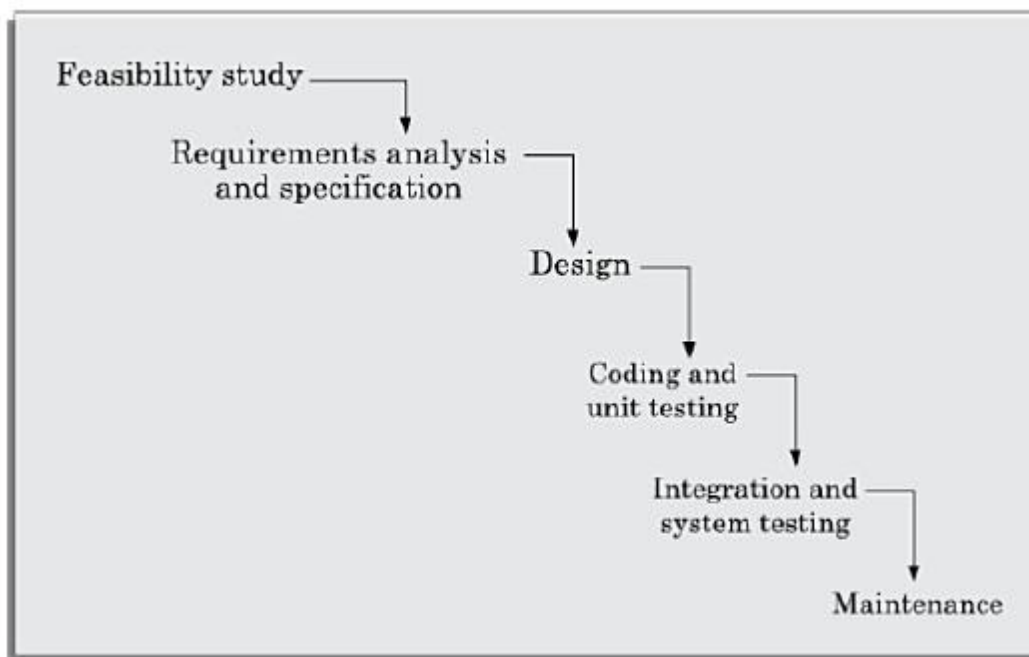 Feasibility study
Requirements analysis
and specification
Design
Coding and
unit testing
Integration and
system testing
Maintenance